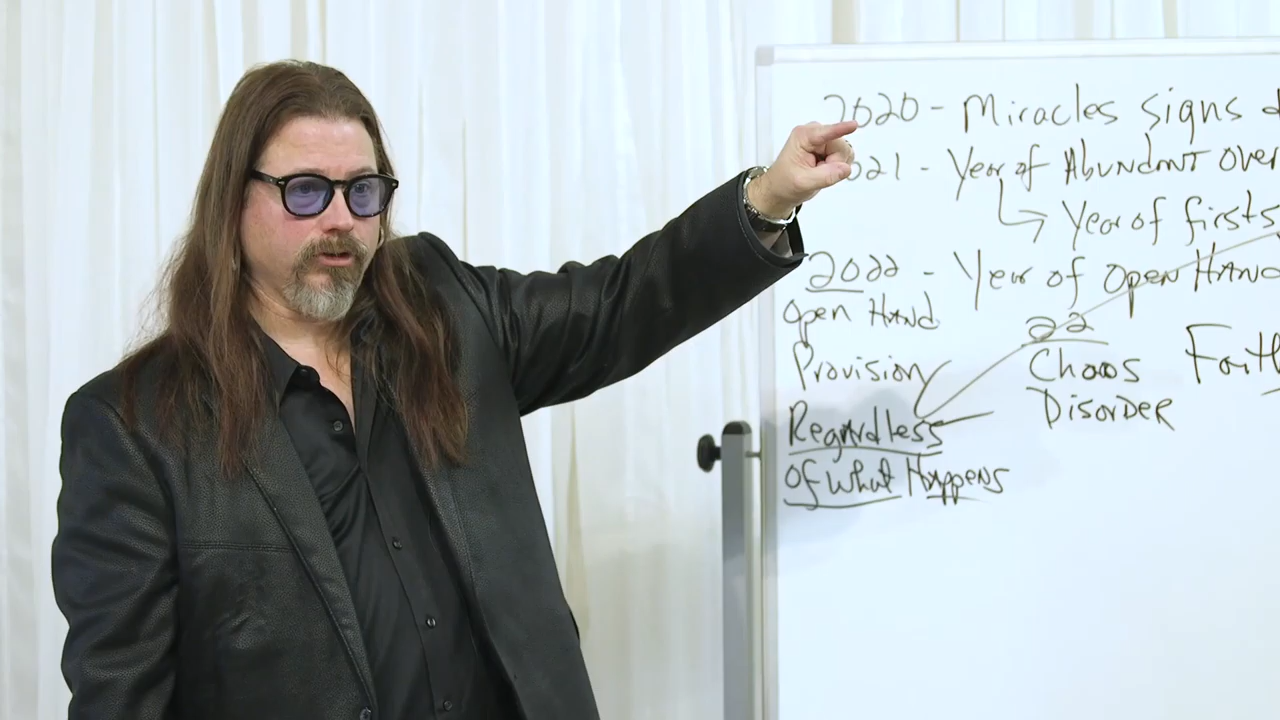 2020 - Miracles Signs &
2021 - Year of Abundant Over
Year of firsts
2022 - Year of Open Hand
Open Hand
22
Provision
Chaos
Faith
Regardless
Disorder
Of What Happens